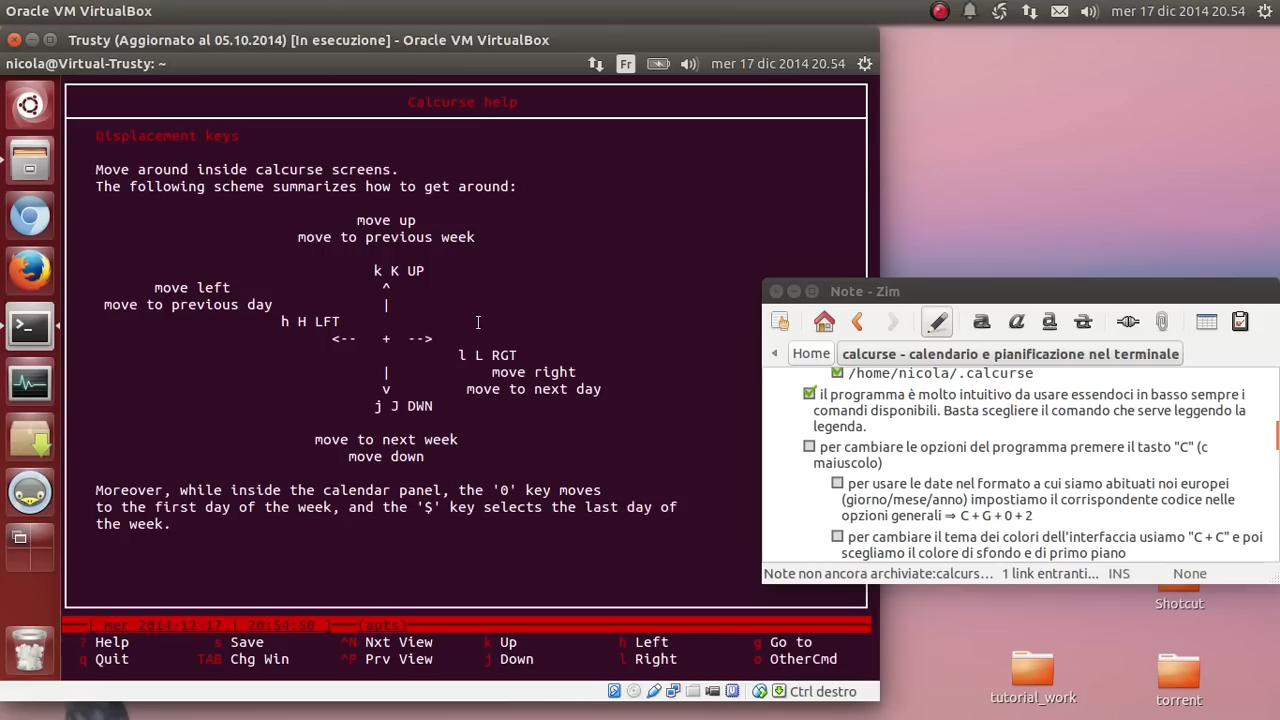 Oracle VM VirtualBox
mer 17 dic 2014 20.54
Trusty (Aggiornato al 05.10.2014) [In esecuzione] - Oracle VM VirtualBox
nicola@Virtual-Trusty: ~
Fr
mer 17 dic 2014 20.54
Calcurse help
Displacement keys
Move around inside calcurse screens.
The following scheme summarizes how to get around:
move up
move to previous week
k K UP
move left
^
move to previous day
|
h H LFT
<-- + -->
l L RGT
| move right
v move to next day
j J DWN
move to next week
move down
Moreover, while inside the calendar panel, the '0' key moves
to the first day of the week, and the '$' key selects the last day of
the week.
[ mer 2014-12-17 | 20:54:50 ] (apts)
? Help s Save ^N Nxt View k Up h Left g Go to
q Quit TAB Chg Win ^P Prv View j Down l Right o OtherCmd
Ctrl destro
Note - Zim
Home calcurse - calendario e pianificazione nel terminale
/home/nicola/.calcurse
il programma è molto intuitivo da usare essendoci in basso sempre i
comandi disponibili. Basta scegliere il comando che serve leggendo la
legenda.
per cambiare le opzioni del programma premere il tasto "C" (c
maiuscolo)
per usare le date nel formato a cui siamo abituati noi europei
(giorno/mese/anno) impostiamo il corrispondente codice nelle
opzioni generali ⇒ C + G + 0 + 2
per cambiare il tema dei colori dell'interfaccia usiamo "C + C" e poi
scegliamo il colore di sfondo e di primo piano
Note non ancora archiviate:calcurs... 1 link entranti... INS None
Shotcut
tutorial_work
torrent